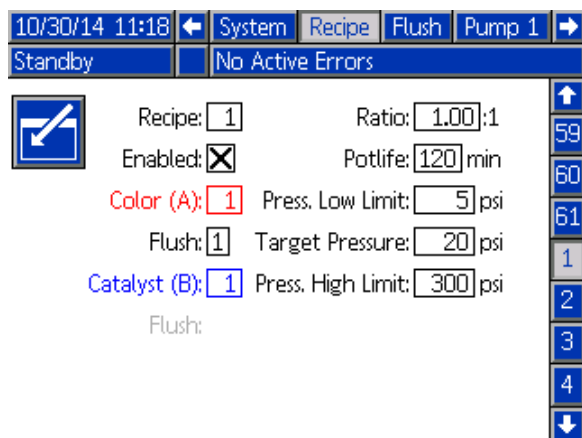 10/30/14 11:18 System Recipe Flush Pump 1
Standby No Active Errors
Recipe: 1 Ratio: 1.00 :1
Enabled: X Potlife: 120 min
Color (A): 1 Press. Low Limit: 5 psi
Flush: 1 Target Pressure: 20 psi
Catalyst (B): 1 Press. High Limit: 300 psi
Flush:
59
60
61
1
2
3
4